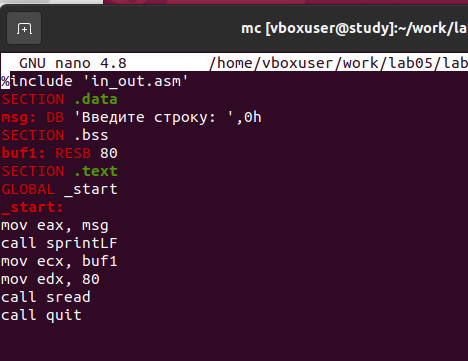 mc [vboxuser@study]:~/work/la
GNU nano 4.8 /home/vboxuser/work/lab05/lab
%include 'in_out.asm'
SECTION .data
msg: DB 'Введите строку: ',0h
SECTION .bss
buf1: RESB 80
SECTION .text
GLOBAL _start
_start:
mov eax, msg
call sprintLF
mov ecx, buf1
mov edx, 80
call sread
call quit